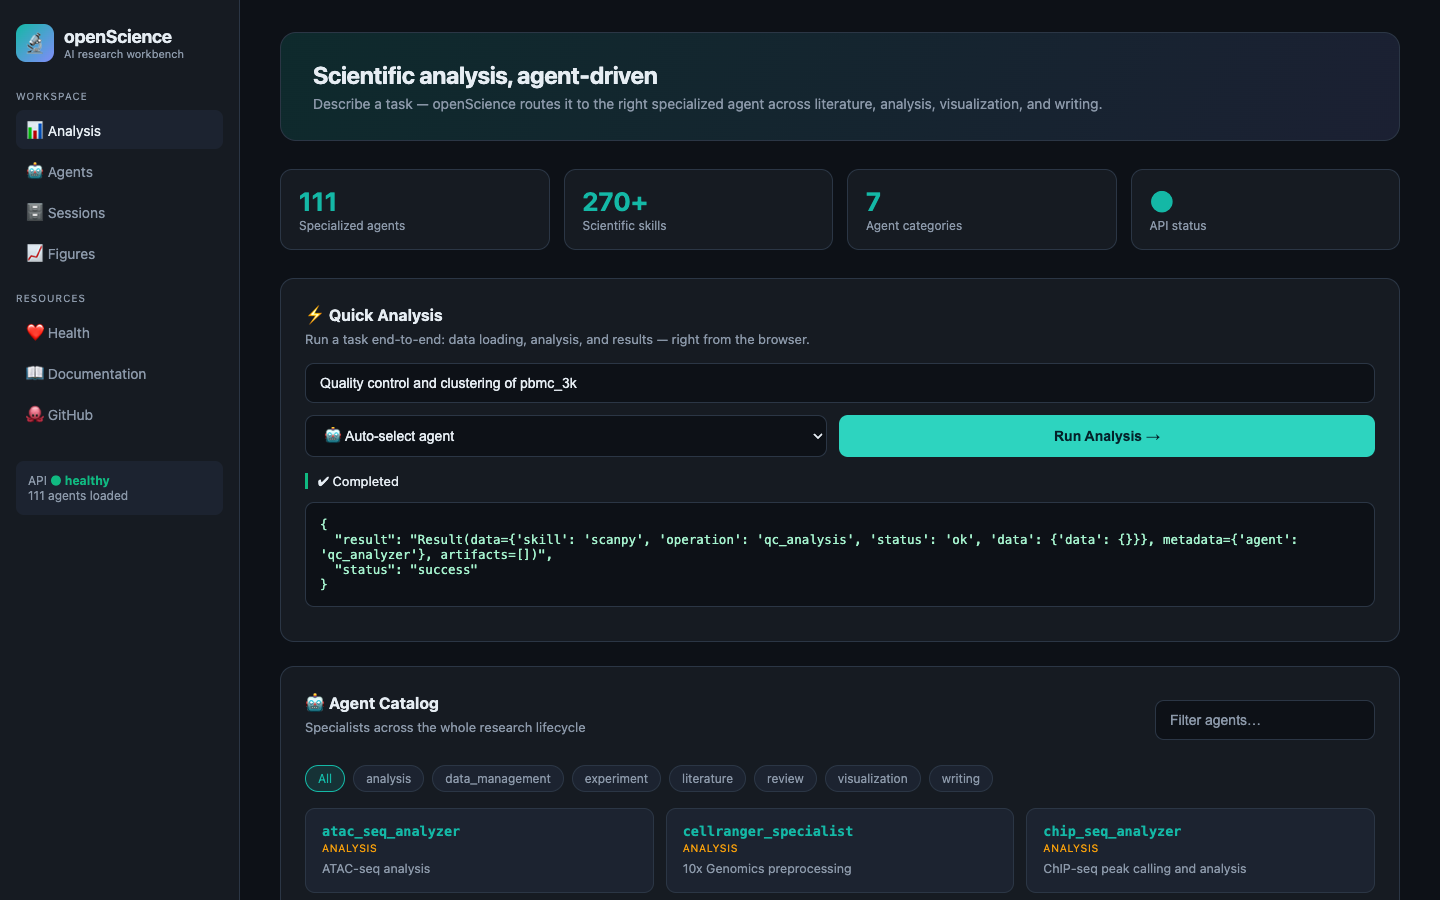 openScience
AI research workbench
WORKSPACE
Analysis
Agents
Sessions
Figures
RESOURCES
Health
Documentation
GitHub
API healthy
111 agents loaded
Scientific analysis, agent-driven
Describe a task — openScience routes it to the right specialized agent across literature, analysis, visualization, and writing.
111
Specialized agents
270+
Scientific skills
7
Agent categories
API status
Quick Analysis
Run a task end-to-end: data loading, analysis, and results — right from the browser.
Quality control and clustering of pbmc_3k
Auto-select agent
Run Analysis →
✔ Completed
{
"result": "Result(data={'skill': 'scanpy', 'operation': 'qc_analysis', 'status': 'ok', 'data': {'data': {}}}, metadata={'agent':
'qc_analyzer'}, artifacts=[])",
"status": "success"
}
Agent Catalog
Specialists across the whole research lifecycle
Filter agents...
All
analysis
data_management
experiment
literature
review
visualization
writing
atac_seq_analyzer
ANALYSIS
ATAC-seq analysis
cellranger_specialist
ANALYSIS
10x Genomics preprocessing
chip_seq_analyzer
ANALYSIS
ChIP-seq peak calling and analysis